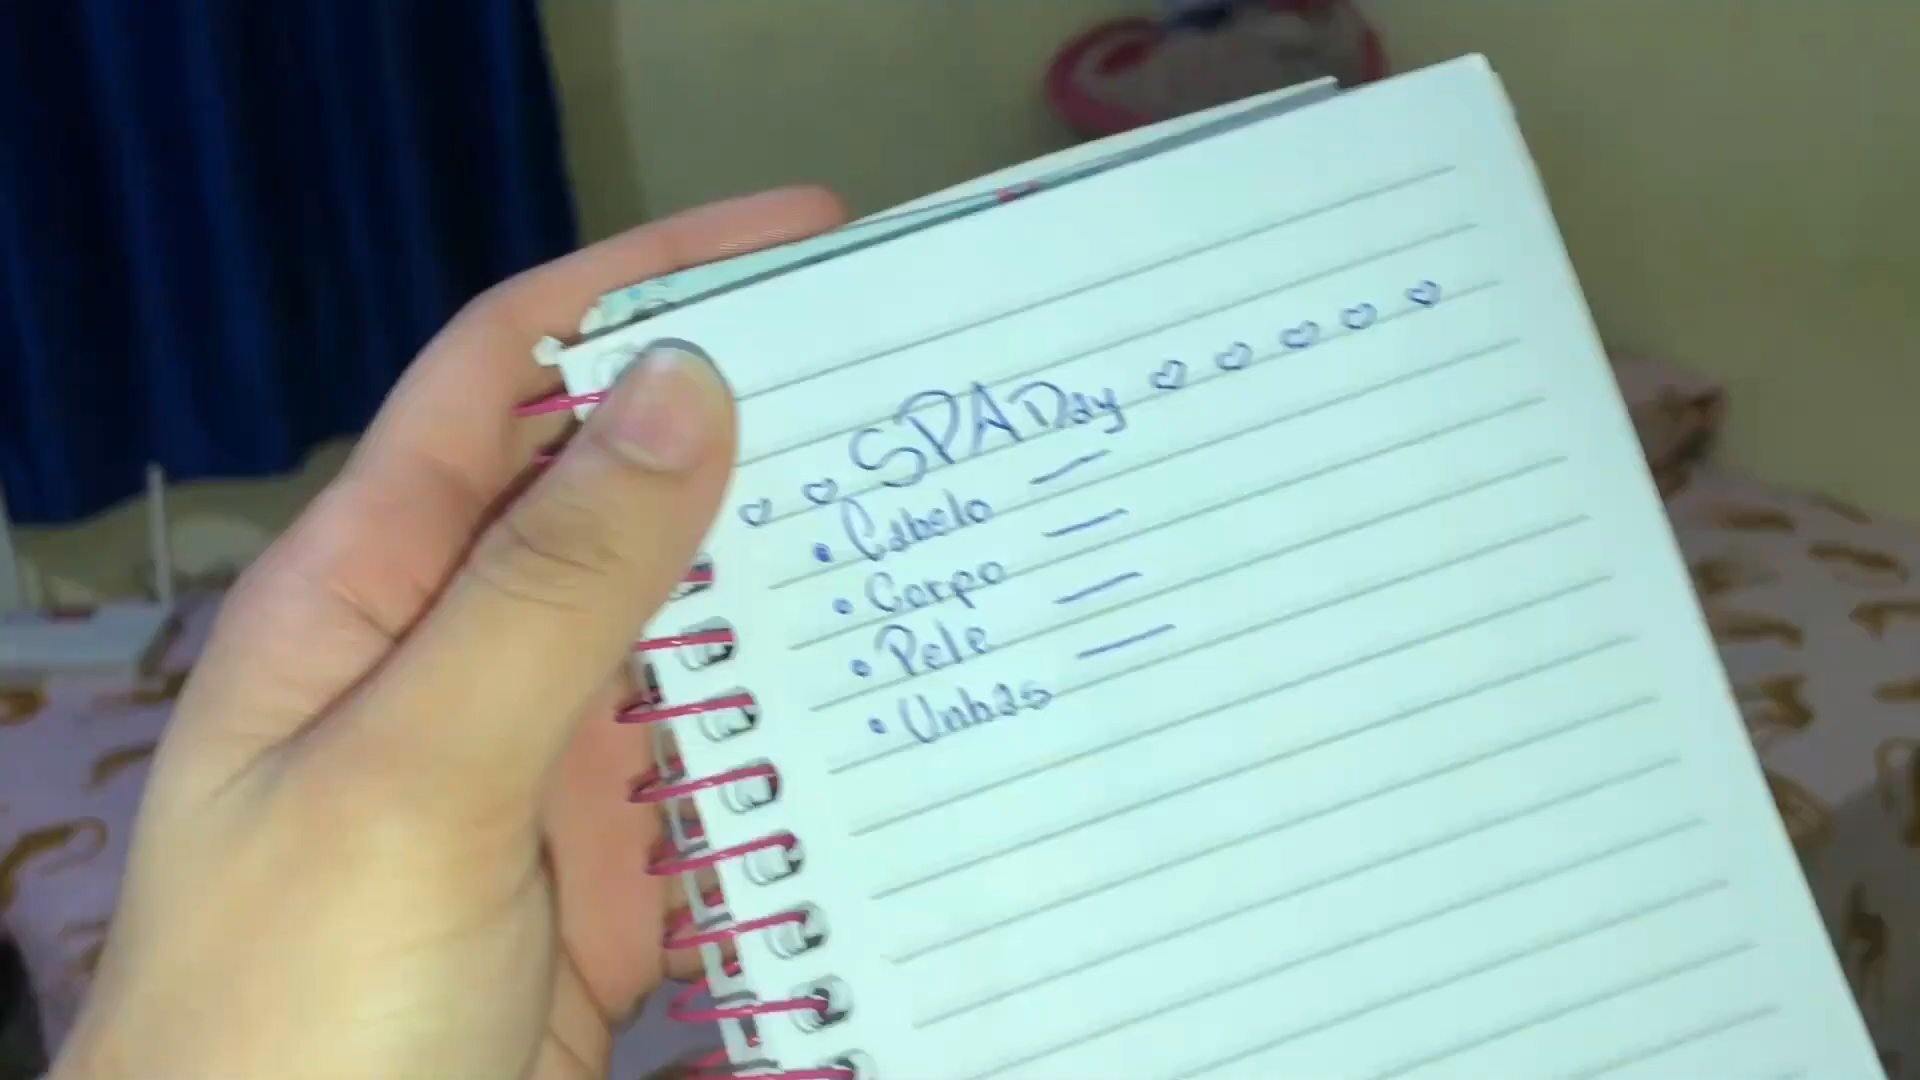 ♡ ♡ SPA Day ♡ ♡ ♡ ♡ ♡
• Cabelo —
• Corpo —
• Pele —
• Unhas —